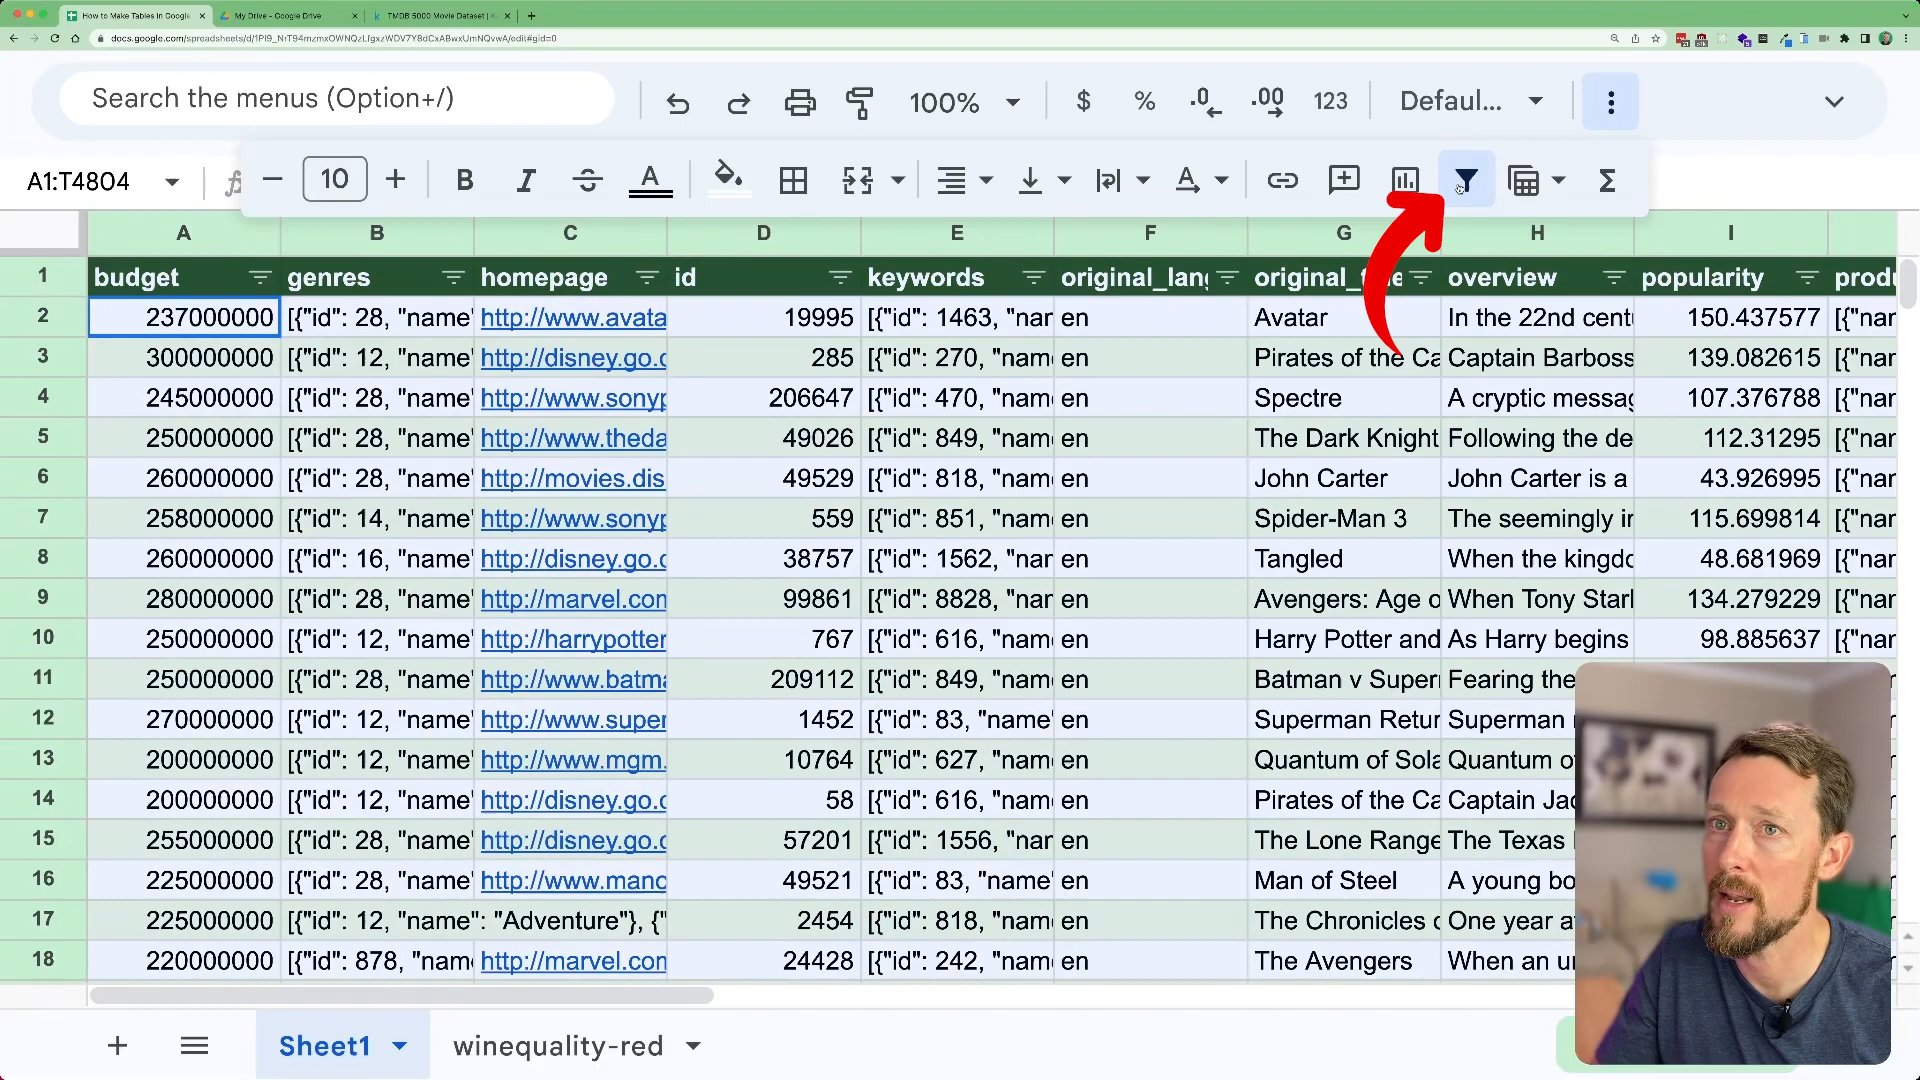 How to Make Tables in Google
My Drive - Google Drive
TMDB 5000 Movie Dataset | K
Search the menus (Option+/)
100%
$ % .0 .00 123
Defaul...
A1:T4804
10
B I A A Σ
A B C D E F G H I
1 budget genres homepage id keywords original_lang overview popularity
2 237000000 [{"id": 28, "name" http://www.avata 19995 [{"id": 1463, "nar en Avatar In the 22nd cent 150.437577 [{"nar
3 300000000 [{"id": 12, "name" http://disney.go.c 285 [{"id": 270, "nam en Pirates of the Ca Captain Barboss 139.082615 [{"nar
4 245000000 [{"id": 28, "name" http://www.sonyp 206647 [{"id": 470, "nam en Spectre A cryptic messag 107.376788 [{"nar
5 250000000 [{"id": 28, "name" http://www.theda 49026 [{"id": 849, "nam en The Dark Knight Following the de 112.31295 [{"nar
6 260000000 [{"id": 28, "name" http://movies.dis 49529 [{"id": 818, "nam en John Carter John Carter is a 43.926995 [{"nar
7 258000000 [{"id": 14, "name" http://www.sonyp 559 [{"id": 851, "nam en Spider-Man 3 The seemingly ir 115.699814 [{"nar
8 260000000 [{"id": 16, "name" http://disney.go.c 38757 [{"id": 1562, "nar en Tangled When the kingdo 48.681969 [{"nar
9 280000000 [{"id": 28, "name" http://marvel.con 99861 [{"id": 8828, "nar en Avengers: Age o When Tony Starl 134.279229 [{"nar
10 250000000 [{"id": 12, "name" http://harrypotter 767 [{"id": 616, "nam en Harry Potter and As Harry begins 98.885637 [{"nar
11 250000000 [{"id": 28, "name" http://www.batma 209112 [{"id": 849, "nam en Batman v Super Fearing the
12 270000000 [{"id": 12, "name" http://www.super 1452 [{"id": 83, "name" en Superman Retur Superman
13 200000000 [{"id": 12, "name" http://www.mgm. 10764 [{"id": 627, "nam en Quantum of Sola Quantum o
14 200000000 [{"id": 12, "name" http://disney.go.c 58 [{"id": 616, "nam en Pirates of the Ca Captain Jac
15 255000000 [{"id": 28, "name" http://disney.go.c 57201 [{"id": 1556, "nar en The Lone Range The Texas
16 225000000 [{"id": 28, "name" http://www.mano 49521 [{"id": 83, "name" en Man of Steel A young bo
17 225000000 [{"id": 12, "name": "Adventure"}, {" 2454 [{"id": 818, "nam en The Chronicles o One year a
18 220000000 [{"id": 878, "nam http://marvel.con 24428 [{"id": 242, "nam en The Avengers When an u
+ Sheet1 winequality-red